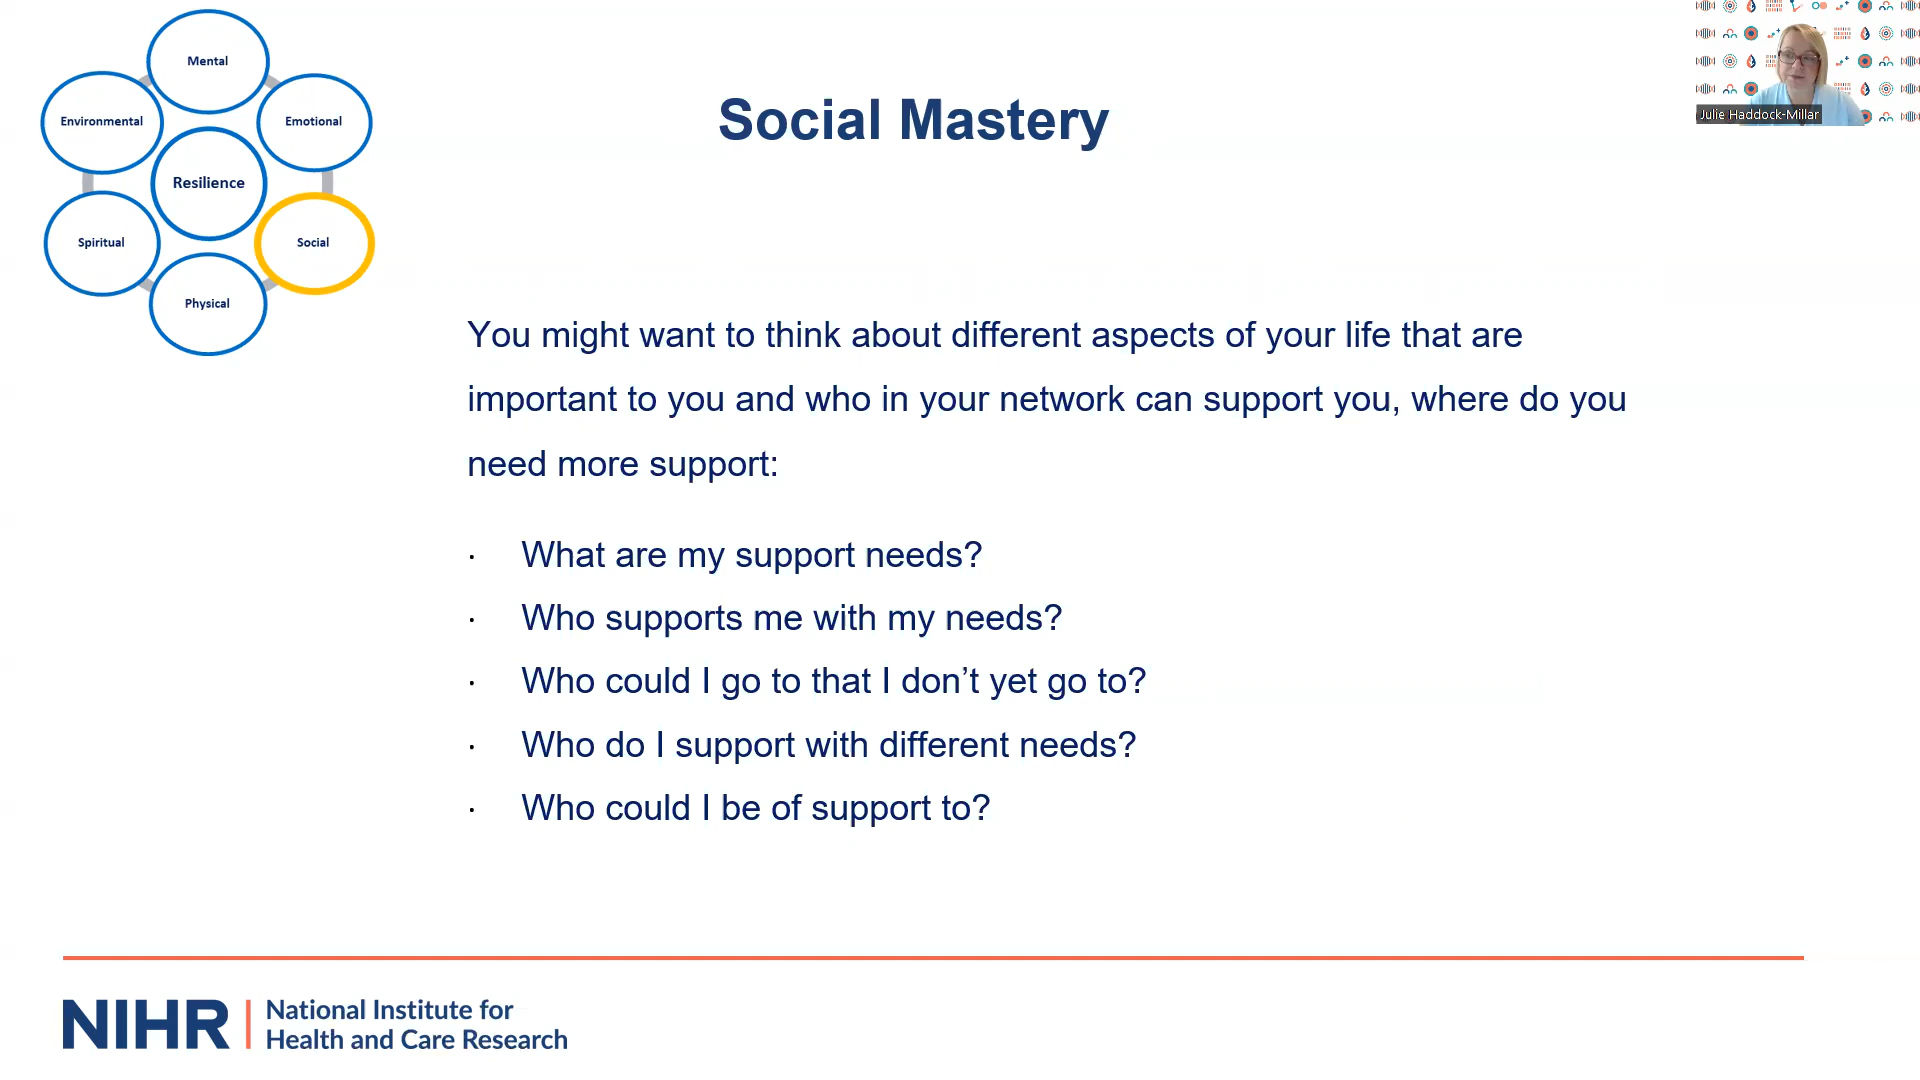 Mental
Environmental
Emotional
Resilience
Spiritual
Social
Physical
Social Mastery
Julie Haddock-Millar
You might want to think about different aspects of your life that are
important to you and who in your network can support you, where do you
need more support:
· What are my support needs?
· Who supports me with my needs?
· Who could I go to that I don’t yet go to?
· Who do I support with different needs?
· Who could I be of support to?
NIHR | National Institute for
Health and Care Research